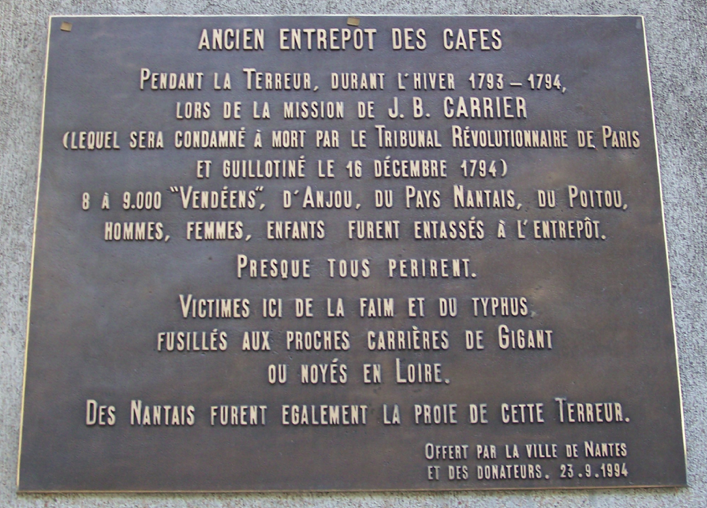 ANCIEN ENTREPOT DES CAFES
PENDANT LA TERREUR, DURANT L'HIVER 1793-1794,
LORS DE LA MISSION DE J.B. CARRIER
(LEQUEL SERA CONDAMNÉ À MORT PAR LE TRIBUNAL RÉVOLUTIONNAIRE DE PARIS
ET GUILLOTINÉ LE 16 DÉCEMBRE 1794)
8 À 9.000 "VENDÉENS", D'ANJOU, DU PAYS NANTAIS, DU POITOU,
HOMMES, FEMMES, ENFANTS FURENT ENTASSÉS À L'ENTREPÔT.
PRESQUE TOUS PERIRENT.
VICTIMES ICI DE LA FAIM ET DU TYPHUS,
FUSILLÉS AUX PROCHES CARRIÈRES DE GIGANT
OU NOYÉS EN LOIRE.
DES NANTAIS FURENT EGALEMENT LA PROIE DE CETTE TERREUR.
OFFERT PAR LA VILLE DE NANTES
ET DES DONATEURS. 23.9.1994